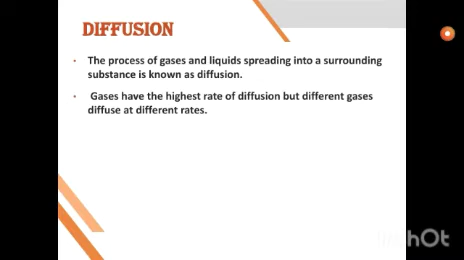 DIFFUSION
• The process of gases and liquids spreading into a surrounding
substance is known as diffusion.
• Gases have the highest rate of diffusion but different gases
diffuse at different rates.